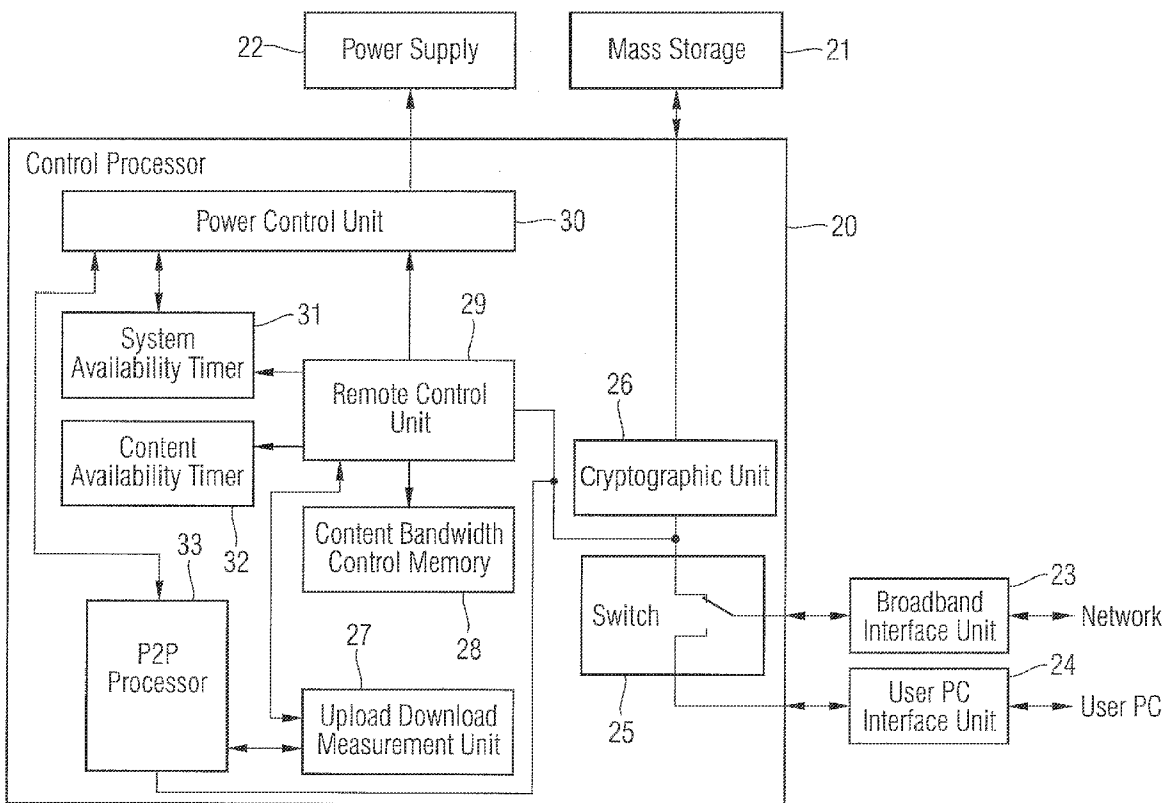 22
Power Supply
Mass Storage
21
Control Processor
Power Control Unit
30
20
31
System
Availability Timer
29
Remote Control
Unit
26
Cryptographic Unit
Content
Availability Timer
32
33
Content Bandwidth
Control Memory
28
P2P
Processor
27
Upload Download
Measurement Unit
Switch
25
23
Broadband
Interface Unit
Network
24
User PC
Interface Unit
User PC